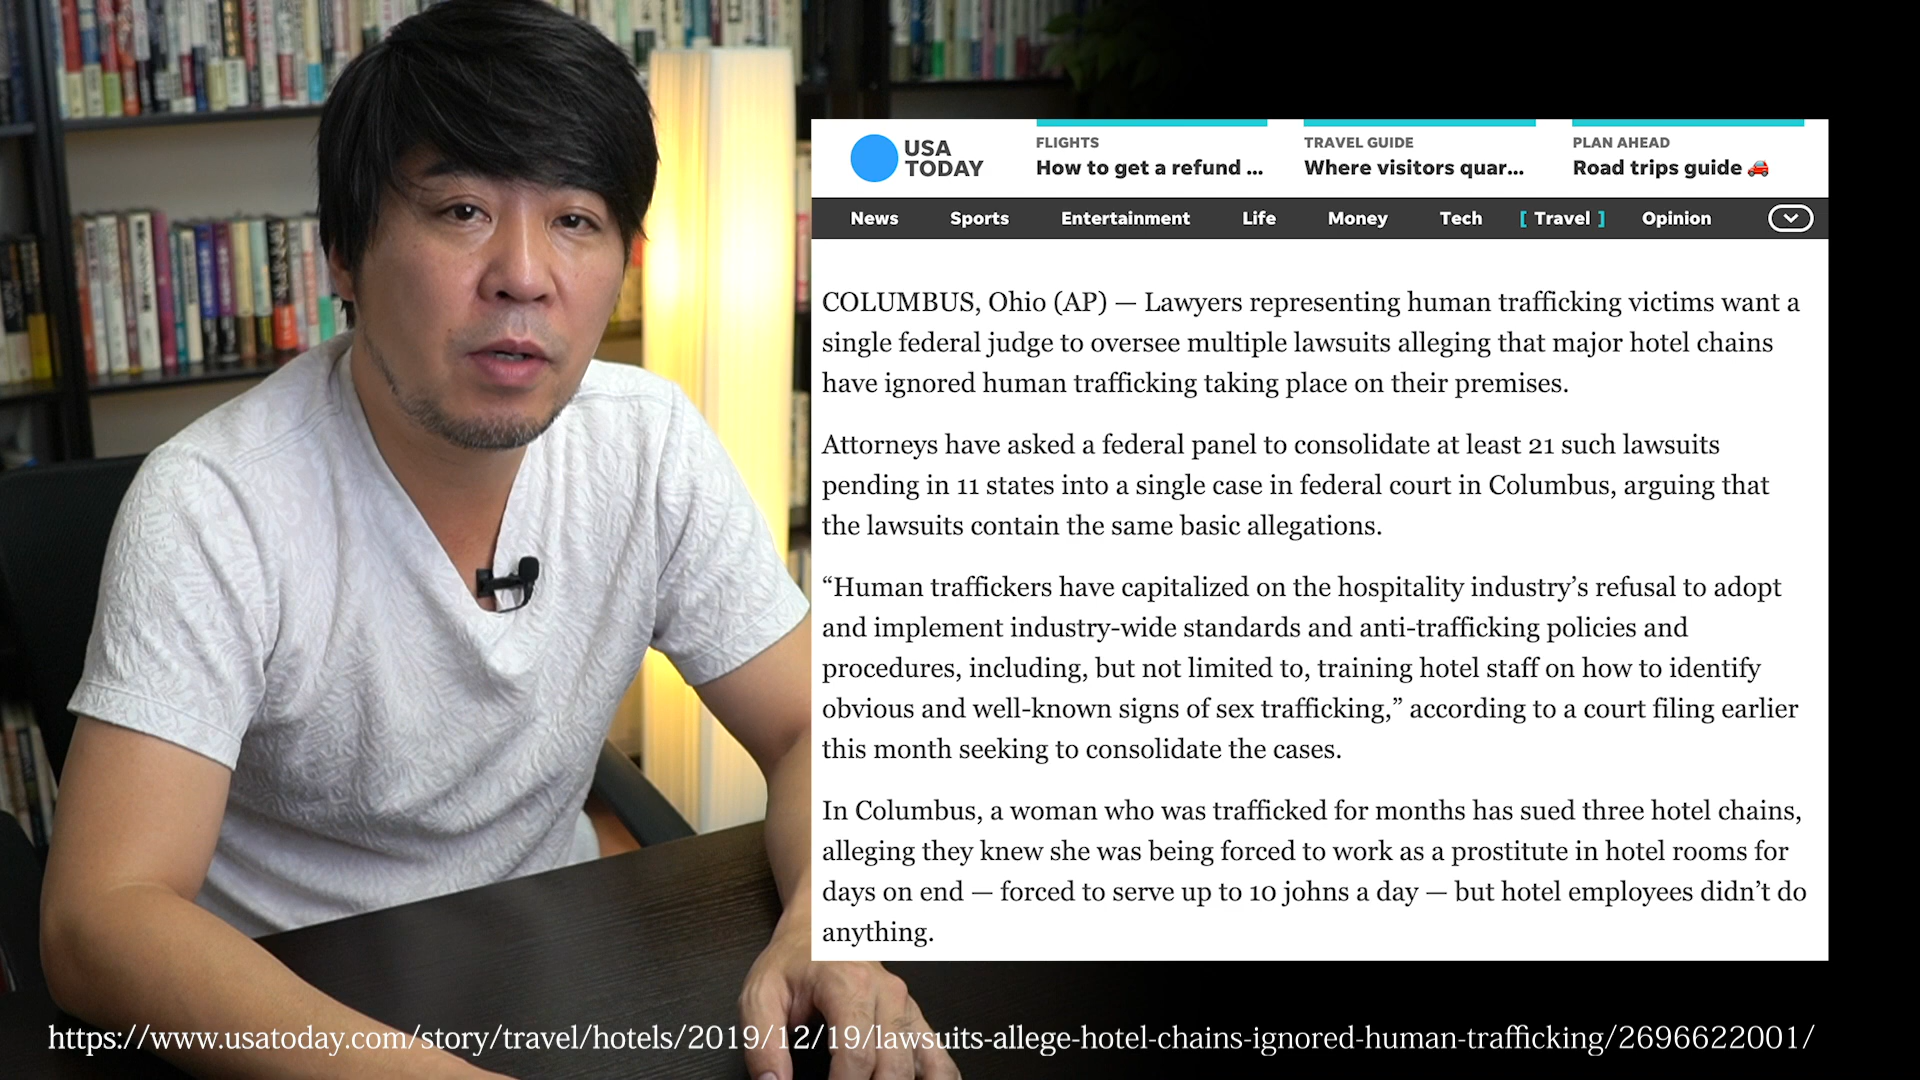 USA
TODAY
FLIGHTS
How to get a refund ...
TRAVEL GUIDE
Where visitors quar...
PLAN AHEAD
Road trips guide 🚗
News Sports Entertainment Life Money Tech [ Travel ] Opinion
COLUMBUS, Ohio (AP) — Lawyers representing human trafficking victims want a
single federal judge to oversee multiple lawsuits alleging that major hotel chains
have ignored human trafficking taking place on their premises.
Attorneys have asked a federal panel to consolidate at least 21 such lawsuits
pending in 11 states into a single case in federal court in Columbus, arguing that
the lawsuits contain the same basic allegations.
“Human traffickers have capitalized on the hospitality industry’s refusal to adopt
and implement industry-wide standards and anti-trafficking policies and
procedures, including, but not limited to, training hotel staff on how to identify
obvious and well-known signs of sex trafficking,” according to a court filing earlier
this month seeking to consolidate the cases.
In Columbus, a woman who was trafficked for months has sued three hotel chains,
alleging they knew she was being forced to work as a prostitute in hotel rooms for
days on end — forced to serve up to 10 johns a day — but hotel employees didn’t do
anything.
https://www.usatoday.com/story/travel/hotels/2019/12/19/lawsuits-allege-hotel-chains-ignored-human-trafficking/2696622001/